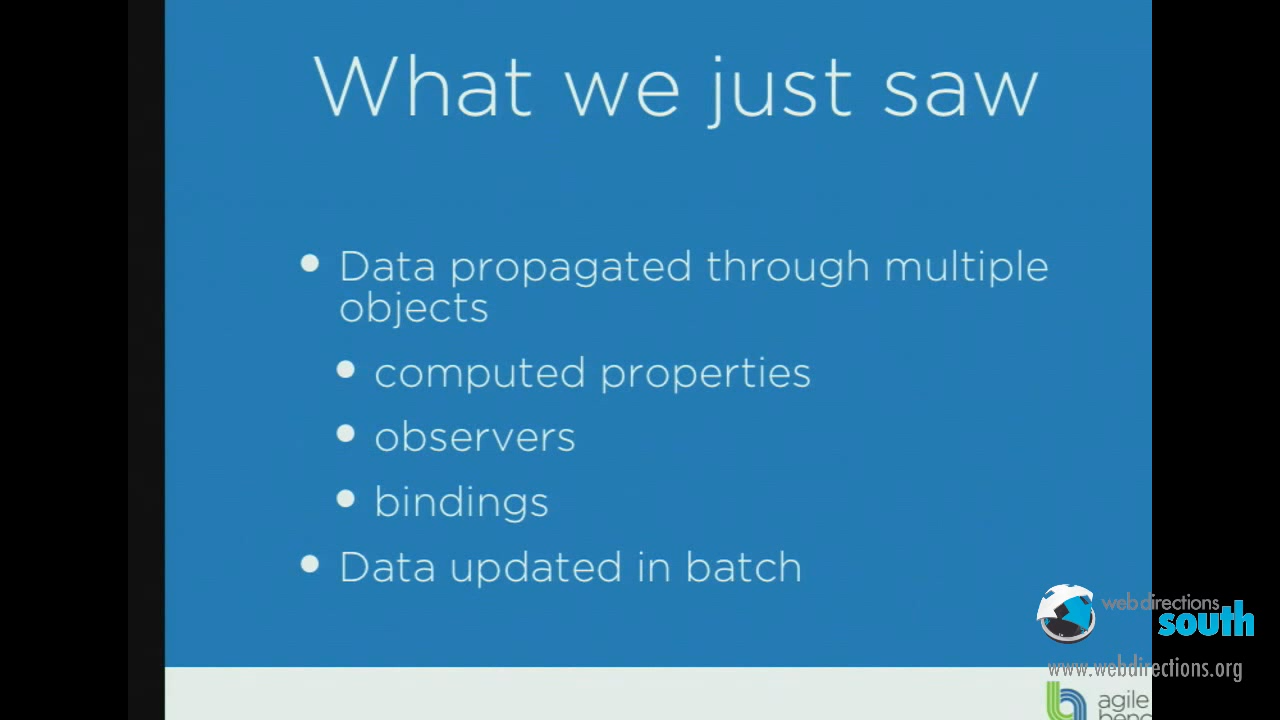 What we just saw
• Data propagated through multiple
objects
• computed properties
• observers
• bindings
• Data updated in batch
web directions
south
www.webdirections.org
agile